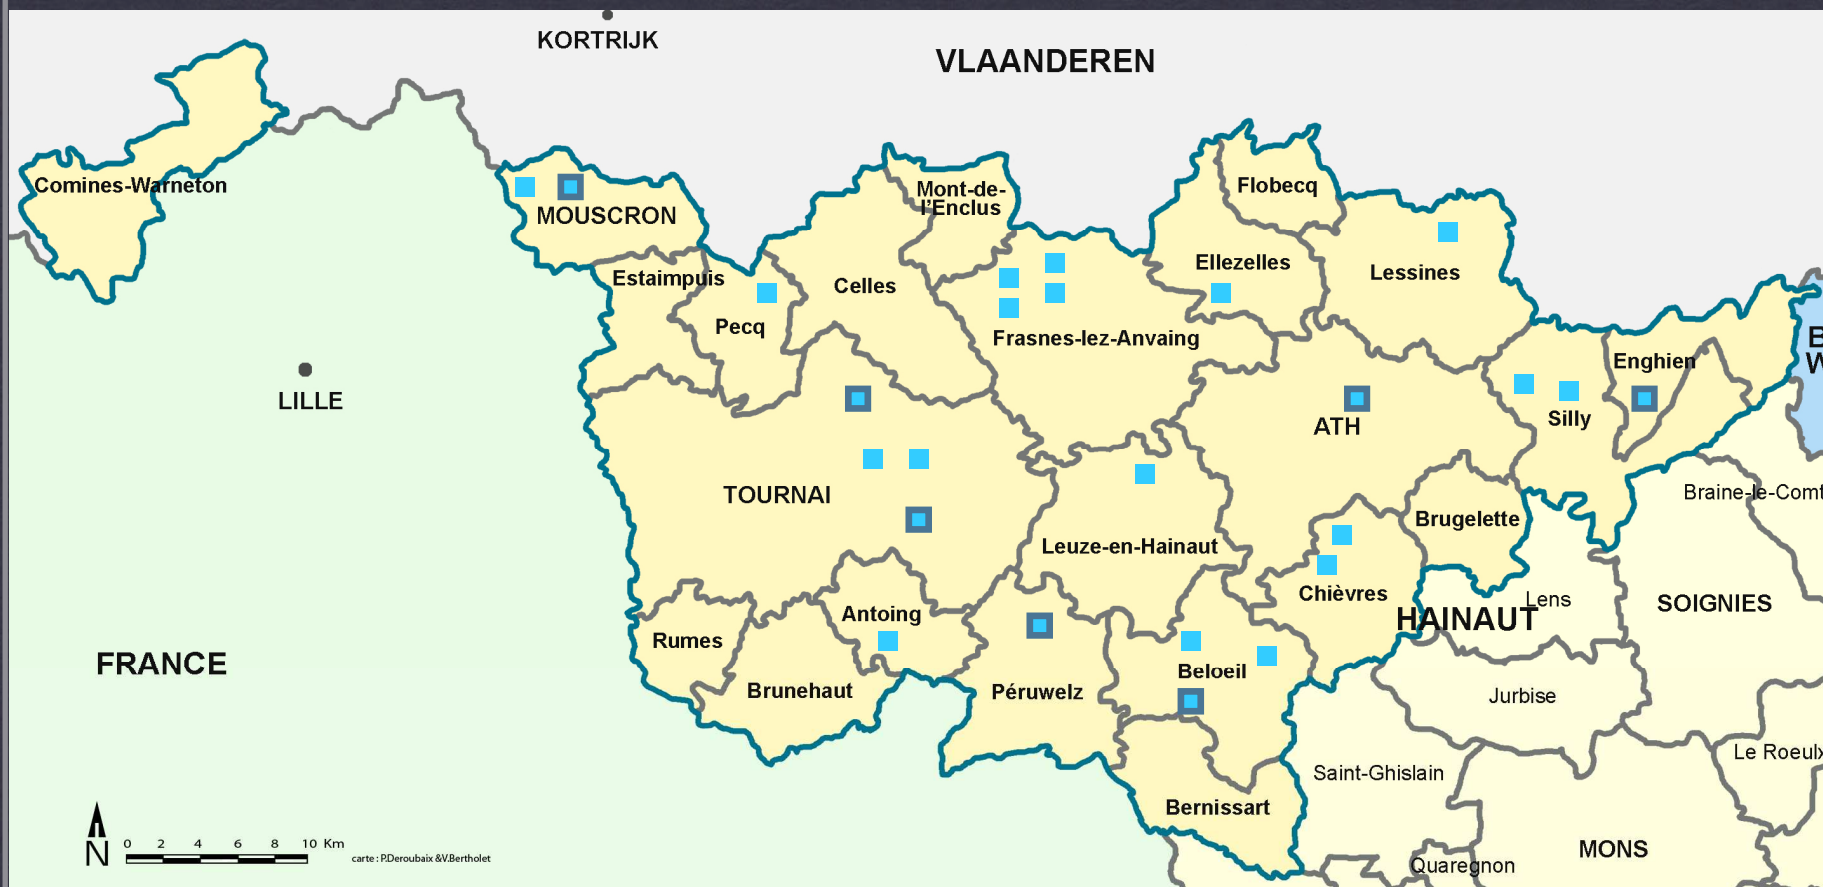 KORTRIJK
VLAANDEREN
Comines-Warneton
MOUSCRON
Mont-de-
l'Enclus
Flobecq
Estaimpuis
Celles
Ellezelles
Lessines
Pecq
Frasnes-lez-Anvaing
Enghien
B
W
LILLE
ATH
Silly
TOURNAI
Braine-le-Comt
Leuze-en-Hainaut
Brugelette
Chièvres
Lens
HAINAUT
SOIGNIES
Antoing
Rumes
FRANCE
Brunehaut
Péruwelz
Beloeil
Jurbise
Saint-Ghislain
Le Roeulx
Bernissart
MONS
Quaregnon
N
0 2 4 6 8 10 Km
carte : P.Deroubaix &V.Bertholet